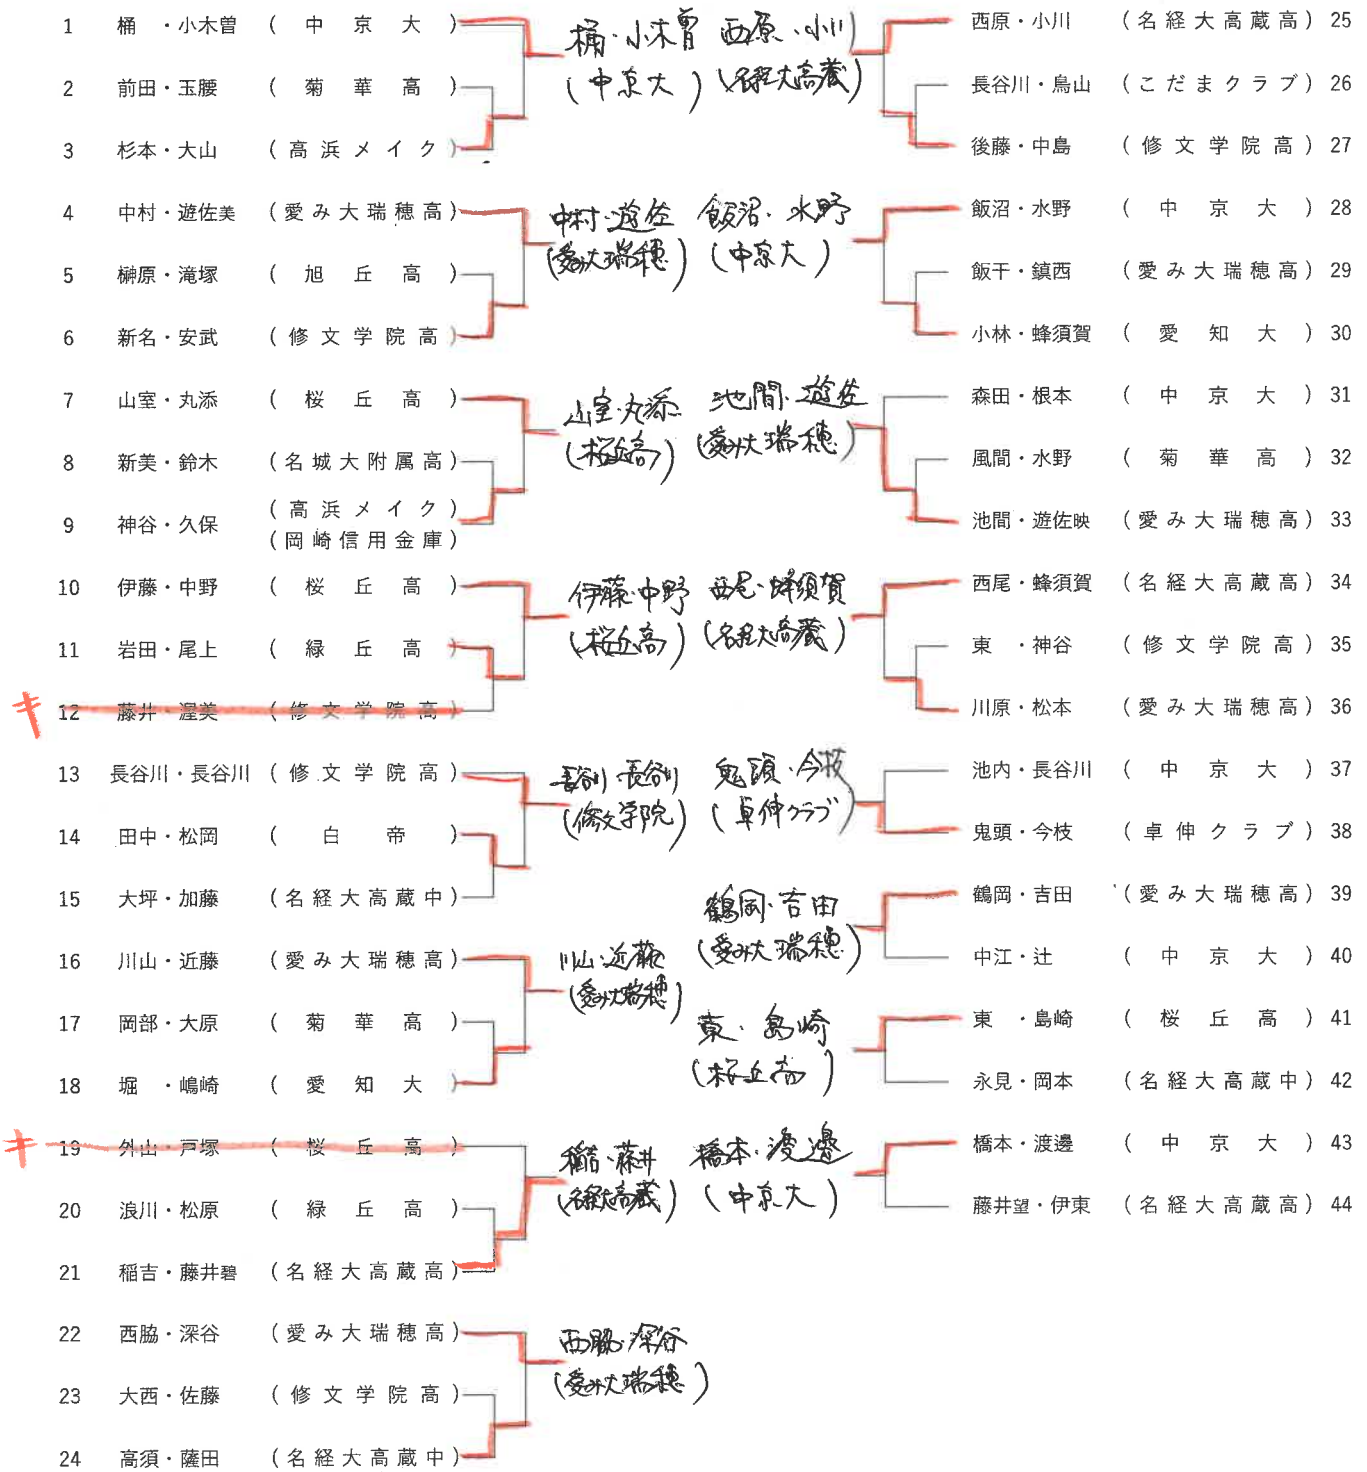 1 桶 ・小木曽 ( 中 京 大 )
2 前田・玉腰 ( 菊 華 高 )
3 杉本・大山 ( 高 浜 メ イ ク )
4 中村・遊佐美 ( 愛 み 大 瑞 穂 高 )
5 榊原・滝塚 ( 旭 丘 高 )
6 新名・安武 ( 修 文 学 院 高 )
7 山室・丸添 ( 桜 丘 高 )
8 新美・鈴木 ( 名 城 大 附 属 高 )
9 神谷・久保 ( 高 浜 メ イ ク )
( 岡 崎 信 用 金 庫 )
10 伊藤・中野 ( 桜 丘 高 )
11 岩田・尾上 ( 緑 丘 高 )
キ 12 藤井・渥美 ( 修 文 学 院 高 )
13 長谷川・長谷川 ( 修 文 学 院 高 )
14 田中・松岡 ( 白 帝 )
15 大坪・加藤 ( 名 経 大 高 蔵 中 )
16 川山・近藤 ( 愛 み 大 瑞 穂 高 )
17 岡部・大原 ( 菊 華 高 )
18 堀 ・嶋崎 ( 愛 知 大 )
キ 19 外山・戸塚 ( 桜 丘 高 )
20 浪川・松原 ( 緑 丘 高 )
21 稲吉・藤井碧 ( 名 経 大 高 蔵 高 )
22 西脇・深谷 ( 愛 み 大 瑞 穂 高 )
23 大西・佐藤 ( 修 文 学 院 高 )
24 高須・薩田 ( 名 経 大 高 蔵 中 )
桶・小木曽
(中京大)
中村・遊佐
(愛み大瑞穂)
山室・丸添
(桜丘高)
伊藤・中野
(桜丘高)
長谷川・長谷川
(修文学院)
川山・近藤
(愛み大瑞穂)
稲吉・藤井
(名経大高蔵)
西脇・深谷
(愛み大瑞穂)
西原・小川
(名経大高蔵)
飯沼・水野
(中京大)
池間・遊佐
(愛み大瑞穂)
西尾・蜂須賀
(名経大高蔵)
鬼頭・今枝
(卓伸クラブ)
鶴岡・吉田
(愛み大瑞穂)
東・島崎
(桜丘高)
橋本・渡邊
(中京大)
西原・小川 ( 名 経 大 高 蔵 高 ) 25
長谷川・鳥山 ( こ だ ま ク ラ ブ ) 26
後藤・中島 ( 修 文 学 院 高 ) 27
飯沼・水野 ( 中 京 大 ) 28
飯干・鎮西 ( 愛 み 大 瑞 穂 高 ) 29
小林・蜂須賀 ( 愛 知 大 ) 30
森田・根本 ( 中 京 大 ) 31
風間・水野 ( 菊 華 高 ) 32
池間・遊佐映 ( 愛 み 大 瑞 穂 高 ) 33
西尾・蜂須賀 ( 名 経 大 高 蔵 高 ) 34
東 ・神谷 ( 修 文 学 院 高 ) 35
川原・松本 ( 愛 み 大 瑞 穂 高 ) 36
池内・長谷川 ( 中 京 大 ) 37
鬼頭・今枝 ( 卓 伸 ク ラ ブ ) 38
鶴岡・吉田 ( 愛 み 大 瑞 穂 高 ) 39
中江・辻 ( 中 京 大 ) 40
東 ・島崎 ( 桜 丘 高 ) 41
永見・岡本 ( 名 経 大 高 蔵 中 ) 42
橋本・渡邊 ( 中 京 大 ) 43
藤井望・伊東 ( 名 経 大 高 蔵 高 ) 44